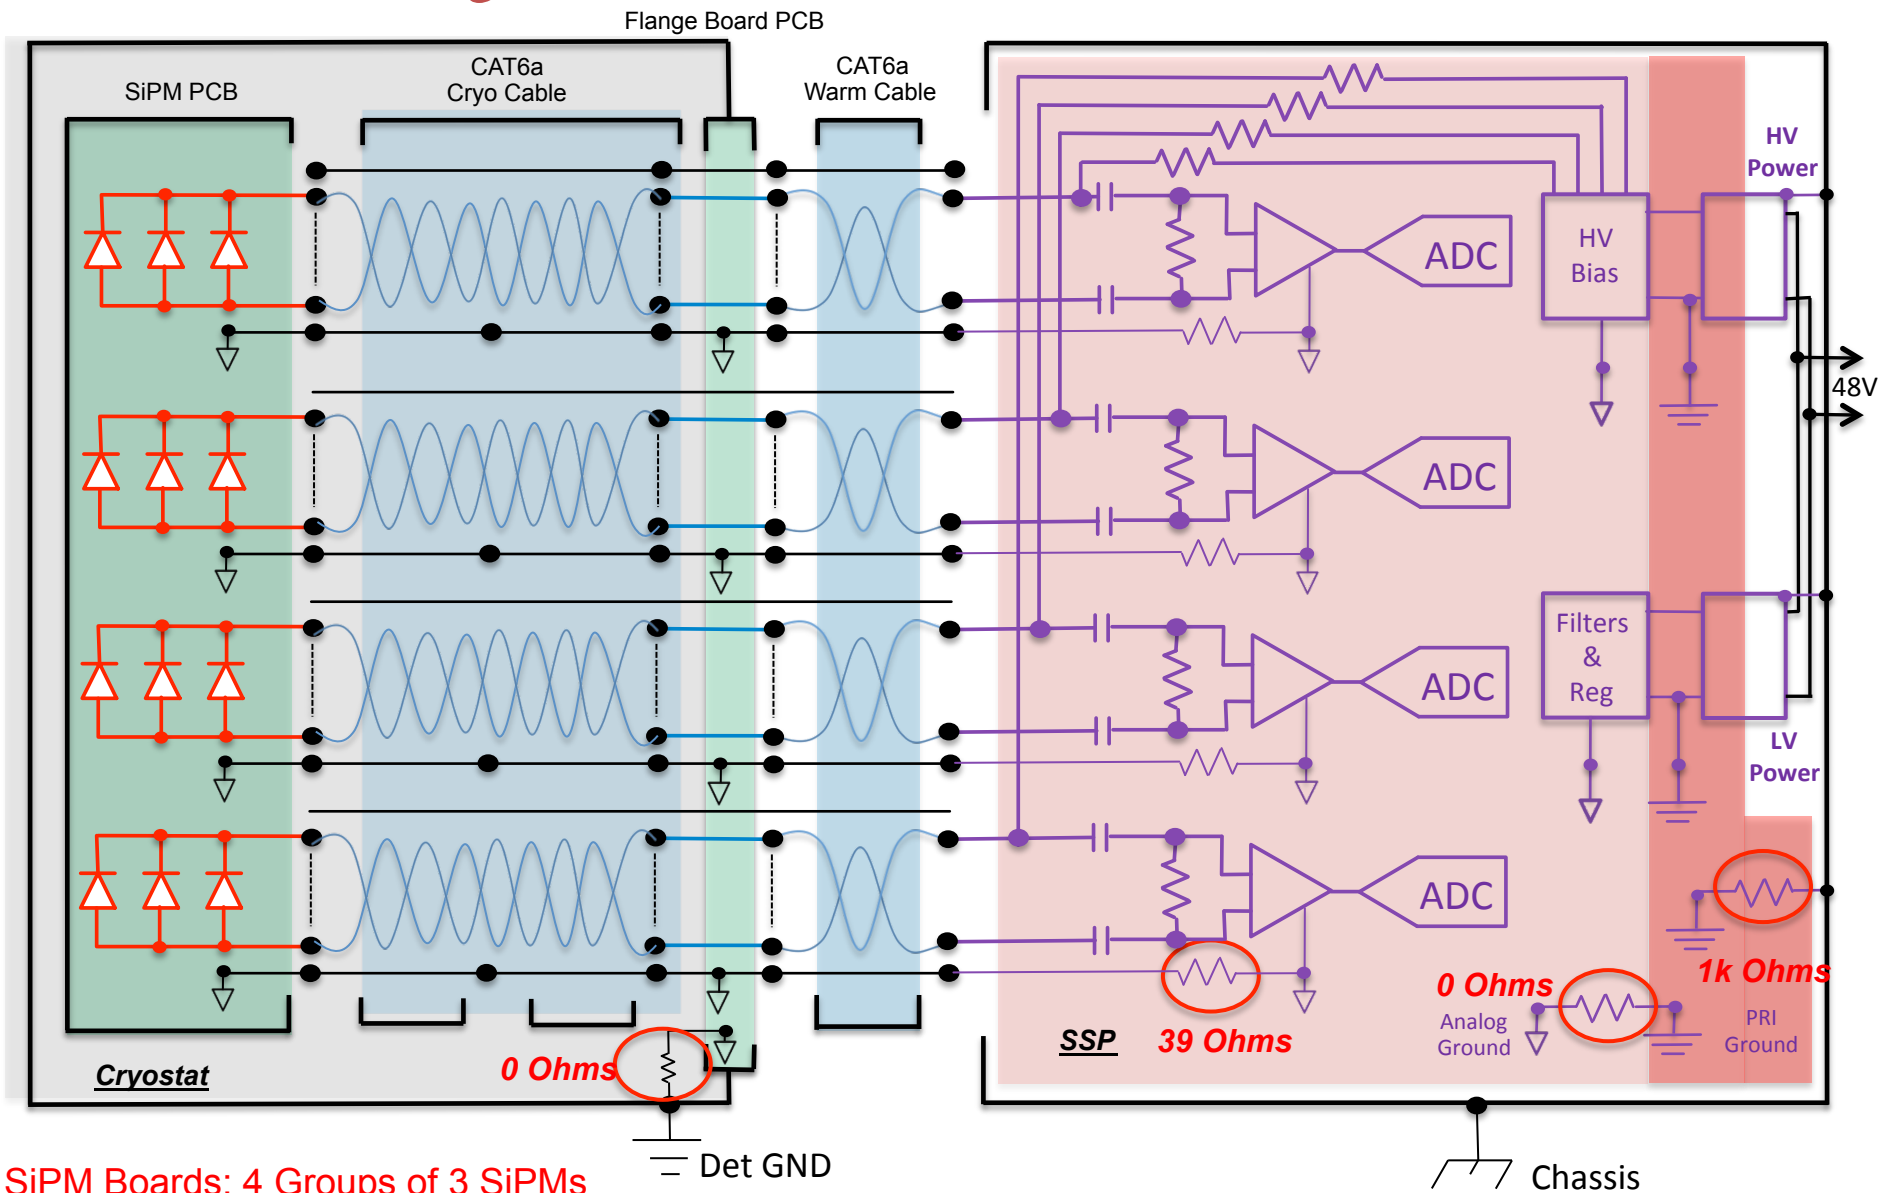 Flange Board PCB
SiPM PCB
CAT6a
Cryo Cable
CAT6a
Warm Cable
HV
Power
ADC
HV
Bias
48V
ADC
ADC
Filters
&
Reg
LV
Power
ADC
0 Ohms
39 Ohms
0 Ohms
1k Ohms
Analog
Ground
PRI
Ground
SSP
Cryostat
Det GND
Chassis
SiPM Boards: 4 Groups of 3 SiPMs